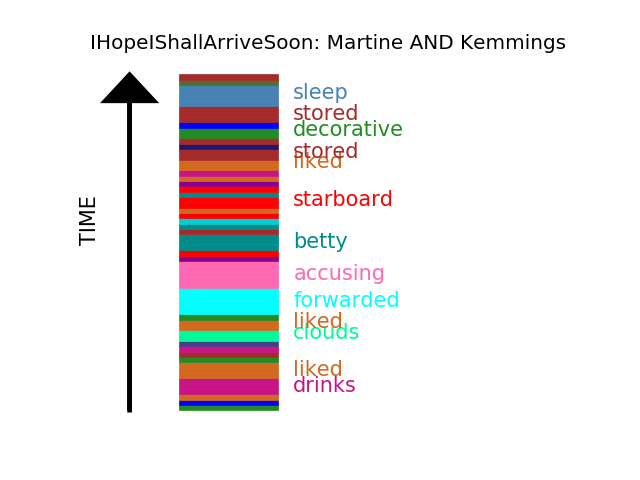 IHopeIShallArriveSoon: Martine AND Kemmings
TIME
sleep
stored
decorative
stored
liked
starboard
betty
accusing
forwarded
liked
clouds
liked
drinks